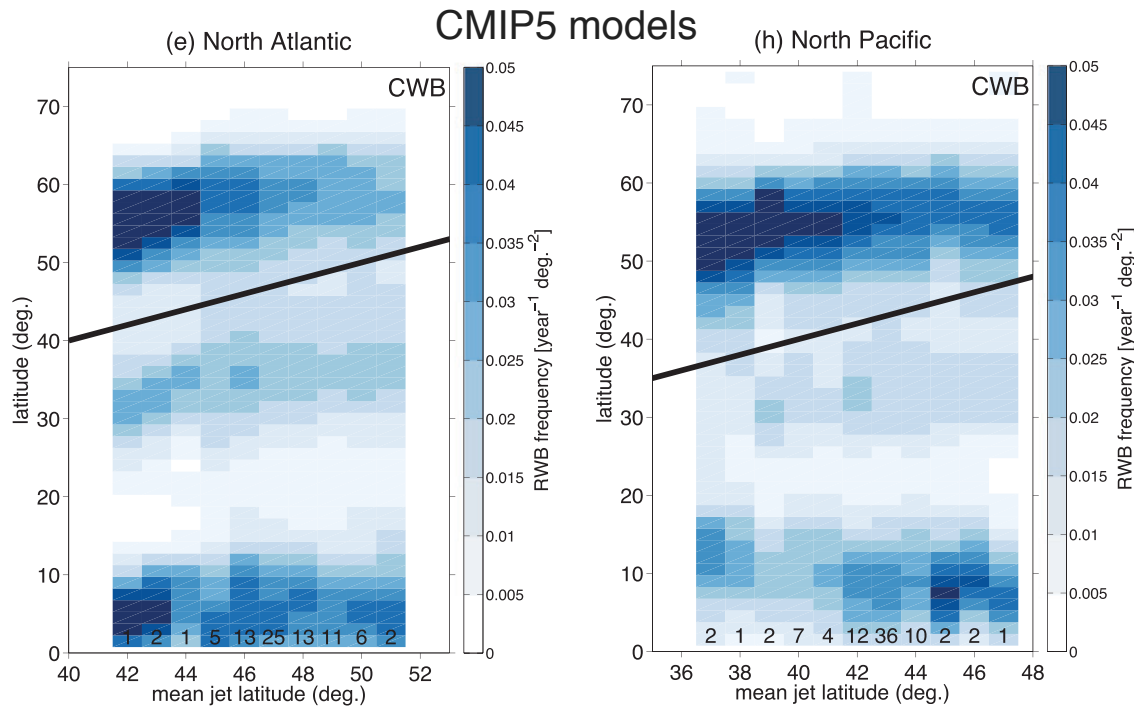 CMIP5 models
(e) North Atlantic
CWB
70
60
50
40
30
20
10
0
latitude (deg.)
1 2 1 5 13 25 13 11 6 2
40 42 44 46 48 50 52
mean jet latitude (deg.)
0.05
0.045
0.04
0.035
0.03
0.025
0.02
0.015
0.01
0.005
0
RWB frequency [year⁻¹ deg.⁻²]
(h) North Pacific
CWB
70
60
50
40
30
20
10
0
latitude (deg.)
2 1 2 7 4 12 36 10 2 2 1
36 38 40 42 44 46 48
mean jet latitude (deg.)
0.05
0.045
0.04
0.035
0.03
0.025
0.02
0.015
0.01
0.005
0
RWB frequency [year⁻¹ deg.⁻²]